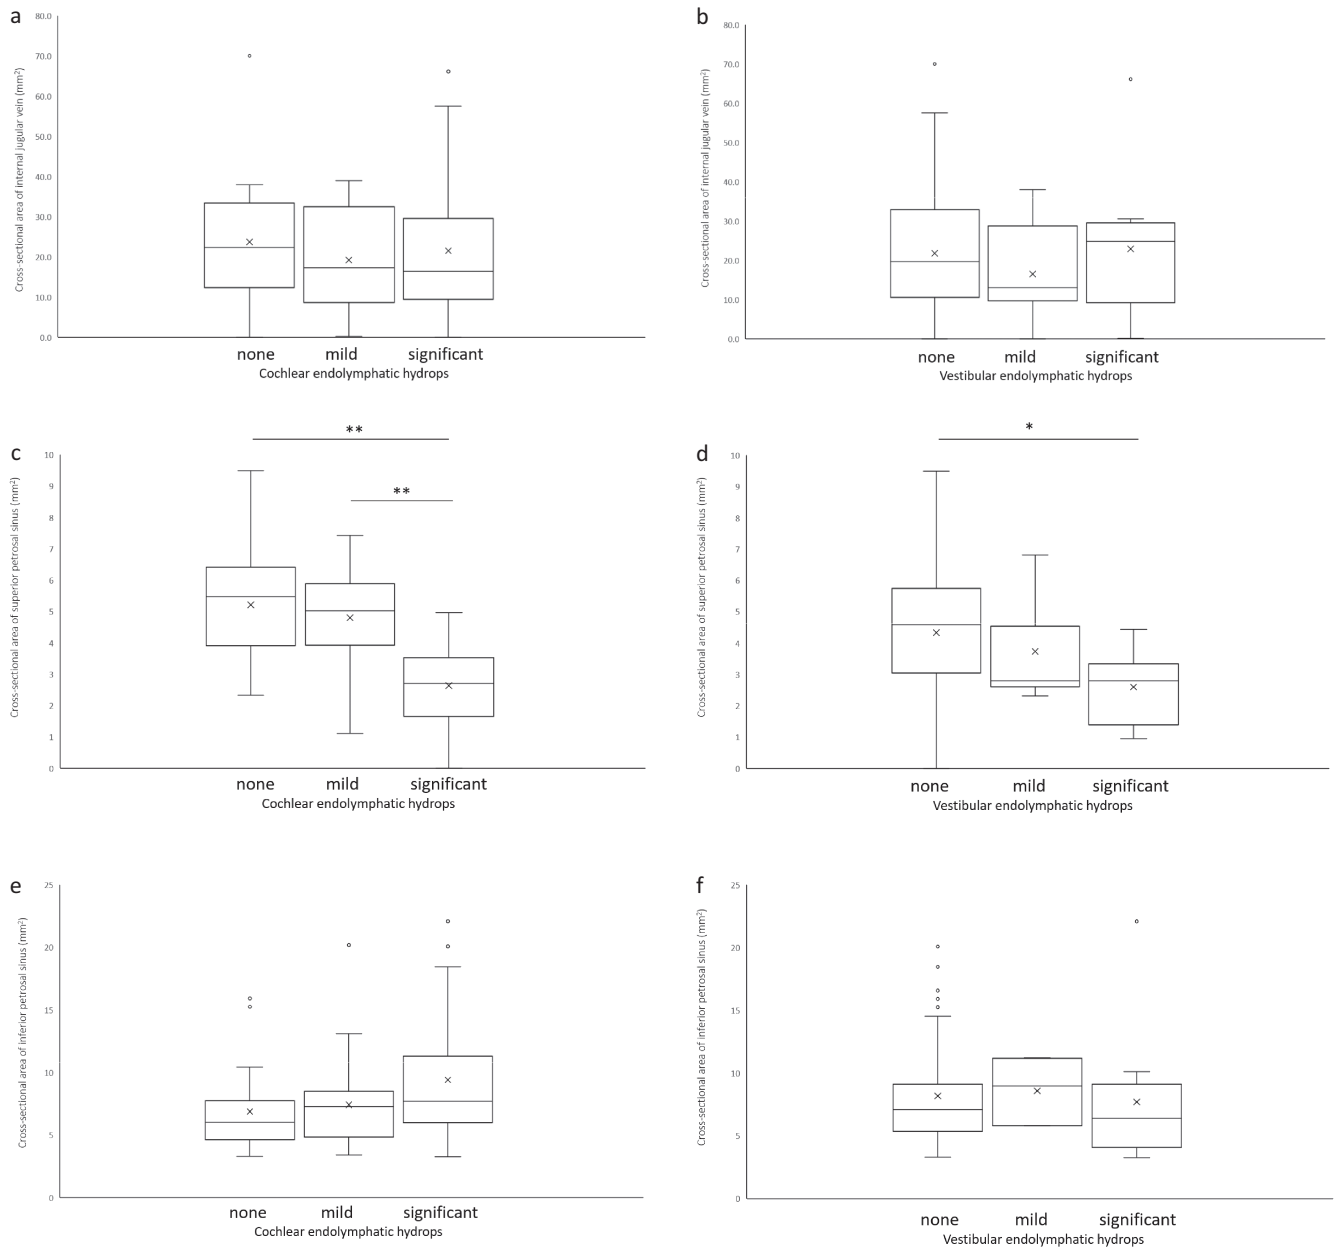 a
80.0
70.0
60.0
50.0
40.0
30.0
20.0
10.0
0.0
Cross-sectional area of internal jugular vein (mm²)
none mild significant
Cochlear endolymphatic hydrops
b
80.0
70.0
60.0
50.0
40.0
30.0
20.0
10.0
0.0
Cross-sectional area of internal jugular vein (mm²)
none mild significant
Vestibular endolymphatic hydrops
c
**
**
10
9
8
7
6
5
4
3
2
1
0
Cross-sectional area of superior petrosal sinus (mm²)
none mild significant
Cochlear endolymphatic hydrops
d
*
10
9
8
7
6
5
4
3
2
1
0
Cross-sectional area of superior petrosal sinus (mm²)
none mild significant
Vestibular endolymphatic hydrops
e
25
20
15
10
5
0
Cross-sectional area of inferior petrosal sinus (mm²)
none mild significant
Cochlear endolymphatic hydrops
f
25
20
15
10
5
0
Cross-sectional area of inferior petrosal sinus (mm²)
none mild significant
Vestibular endolymphatic hydrops